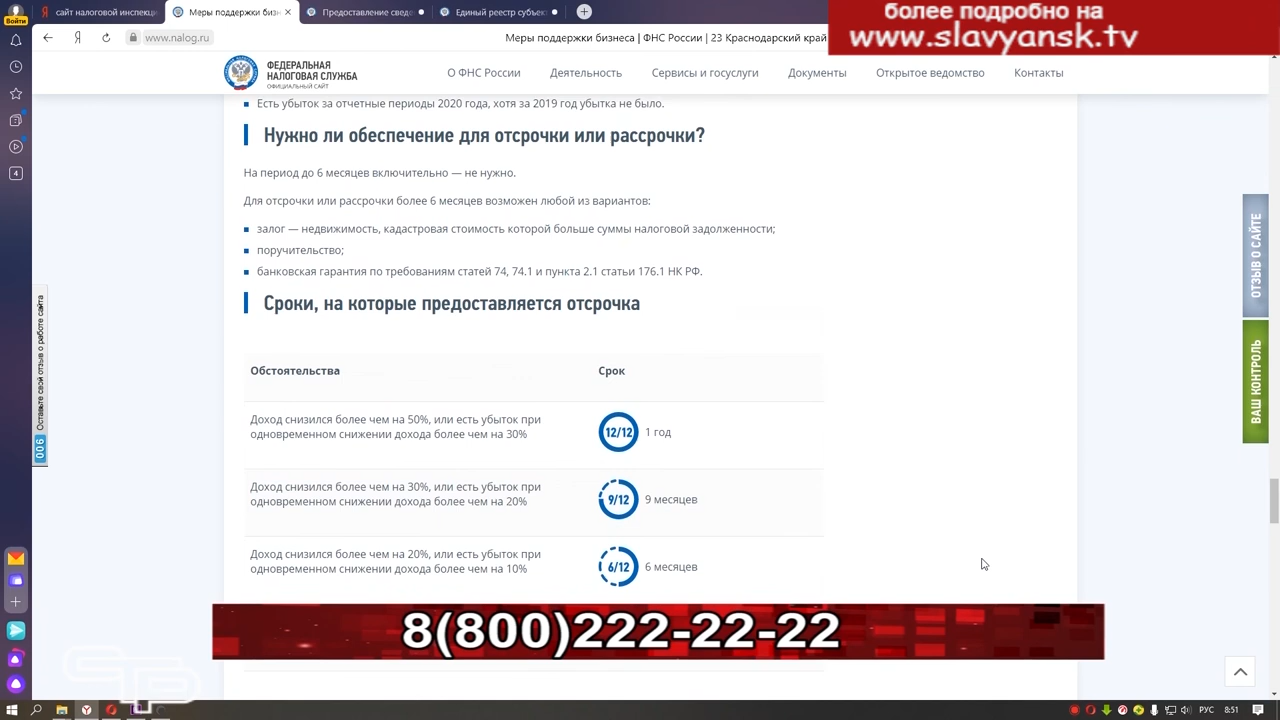 сан налоговой инспекц
Меры поддержки бизн
Предоставление сведе
Единый реестр субъек
более подробно на
www.slavyansk.tv
Войти
www.nalog.ru
Меры поддержки бизнеса | ФНС России | 23 Краснодарский край
ФЕДЕРАЛЬНАЯ
НАЛОГОВАЯ СЛУЖБА
ОФИЦИАЛЬНЫЙ САЙТ
О ФНС России
Деятельность
Сервисы и госуслуги
Документы
Открытое ведомство
Контакты
Есть убыток за отчетные периоды 2020 года, хотя за 2019 год убытка не было.
Нужно ли обеспечение для отсрочки или рассрочки?
На период до 6 месяцев включительно — не нужно.
Для отсрочки или рассрочки более 6 месяцев возможен любой из вариантов:
залог — недвижимость, кадастровая стоимость которой больше суммы налоговой задолженности;
поручительство;
банковская гарантия по требованиям статей 74, 74.1 и пункта 2.1 статьи 176.1 НК РФ.
Сроки, на которые предоставляется отсрочка
Обстоятельства
Срок
Доход снизился более чем на 50%, или есть убыток при
одновременном снижении дохода более чем на 30%
12/12
1 год
Доход снизился более чем на 30%, или есть убыток при
одновременном снижении дохода более чем на 20%
9/12
9 месяцев
Доход снизился более чем на 20%, или есть убыток при
одновременном снижении дохода более чем на 10%
6/12
6 месяцев
8(800)222-22-22
ОТЗЫВ О САЙТЕ
ВАШ КОНТРОЛЬ
Оставьте свой отзыв о работе сайта
900
4
СР
РУС
8:51